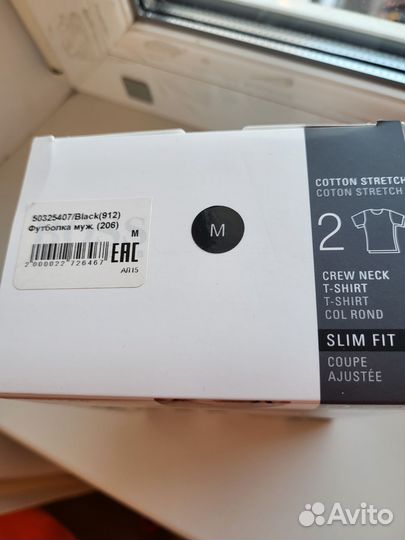 50325407/Black(912)
Футболка муж. (206)
M
2 000022 726467
EAC
АП15
M
COTTON STRETCH
COTON STRETCH
2
CREW NECK
T-SHIRT
T-SHIRT
COL ROND
SLIM FIT
COUPE
AJUSTÉE
Avito